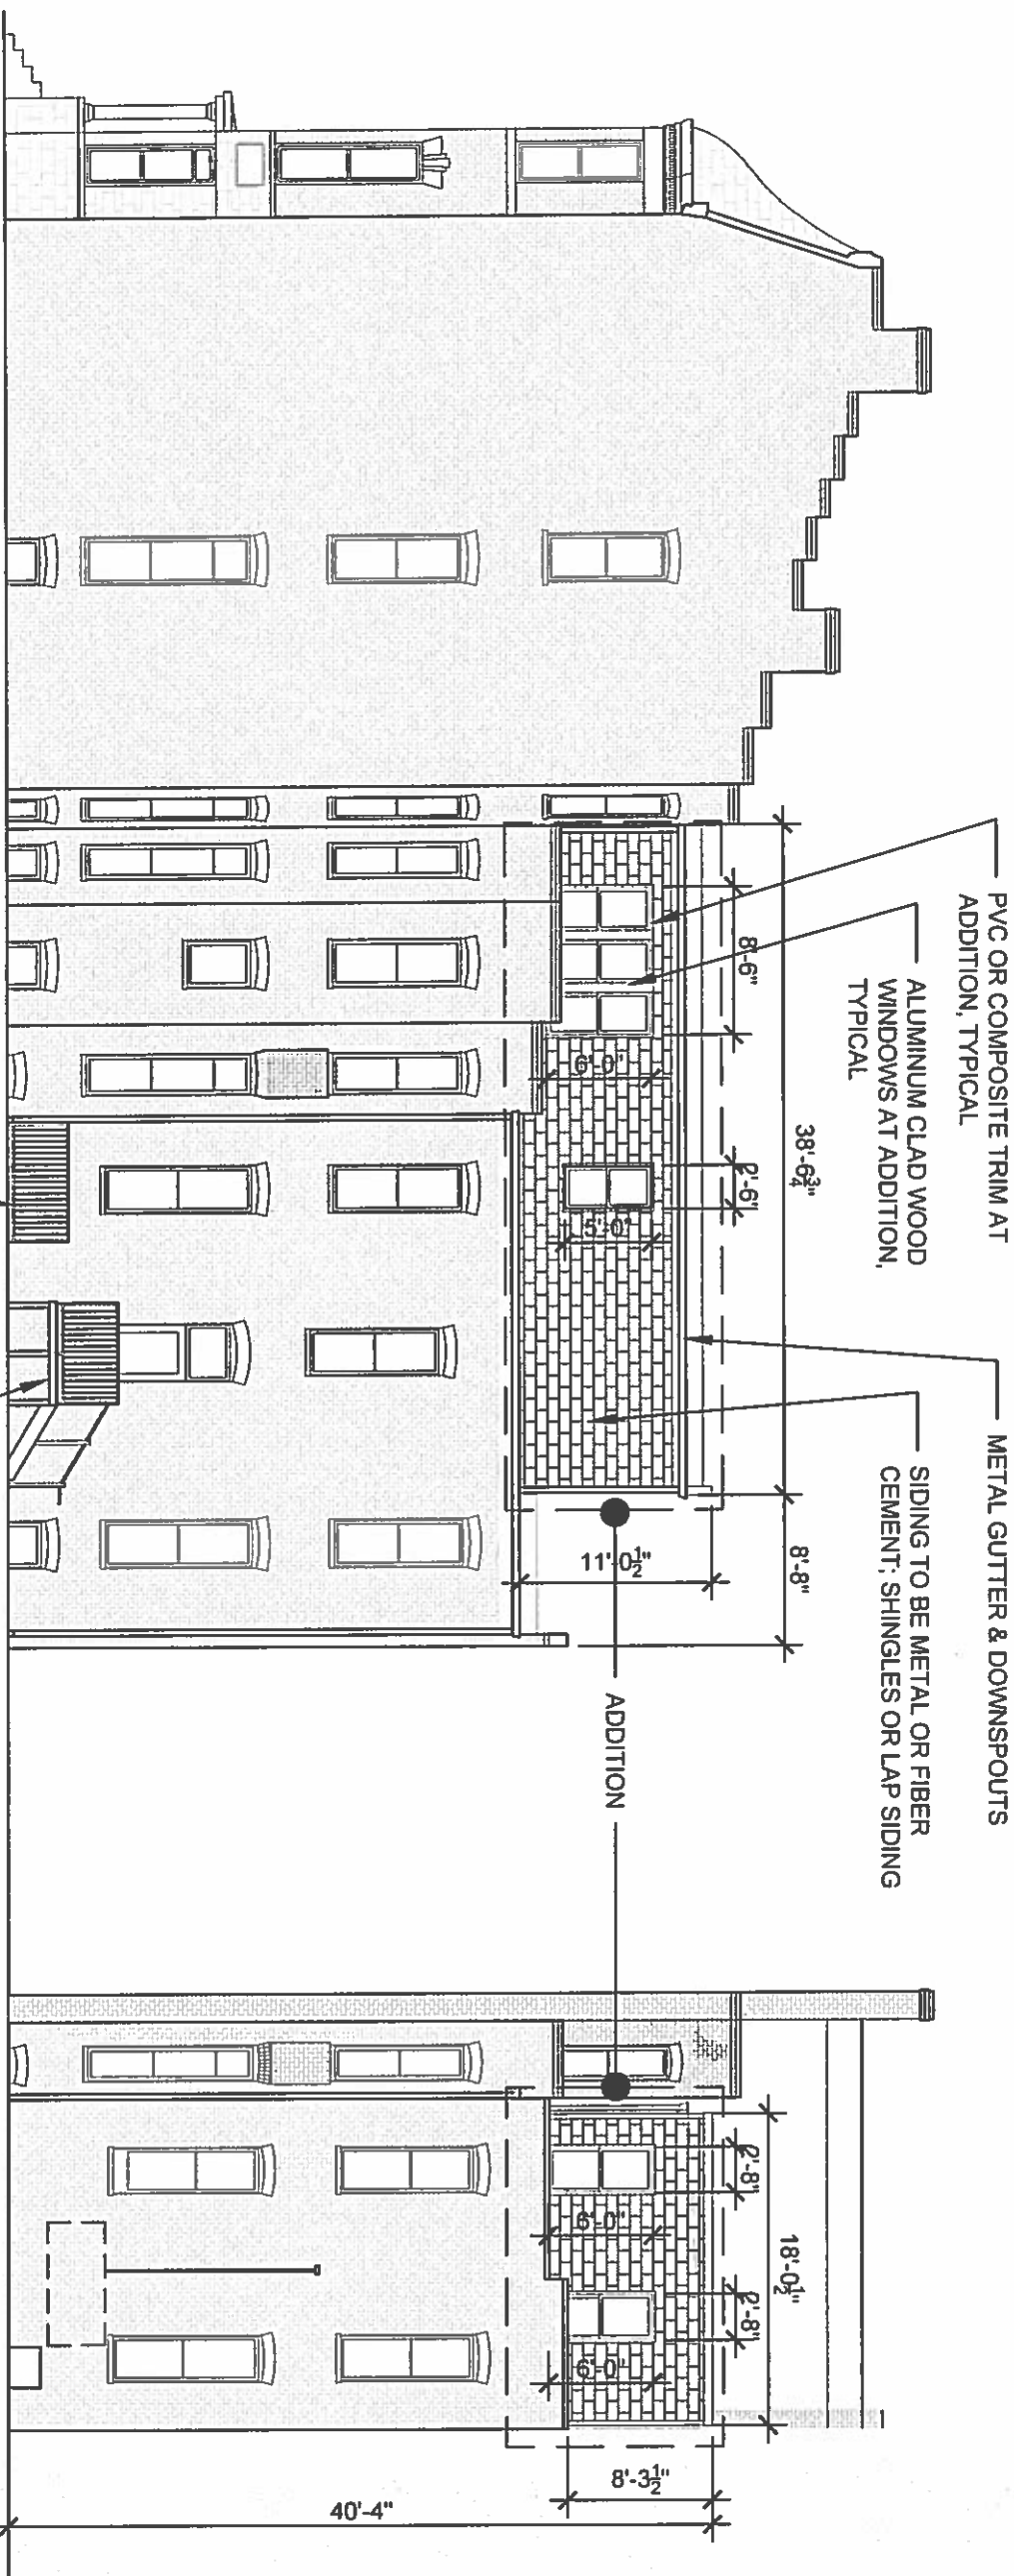 PVC OR COMPOSITE TRIM AT
ADDITION, TYPICAL
ALUMINUM CLAD WOOD
WINDOWS AT ADDITION,
TYPICAL
METAL GUTTER & DOWNSPOUTS
SIDING TO BE METAL OR FIBER
CEMENT; SHINGLES OR LAP SIDING
38'-6¾"
8'-8"
8'-6"
2'-6"
6'-0"
5'-0"
11'-0½"
ADDITION
18'-0½"
2'-8"
2'-8"
6'-0"
6'-0"
8'-3½"
40'-4"